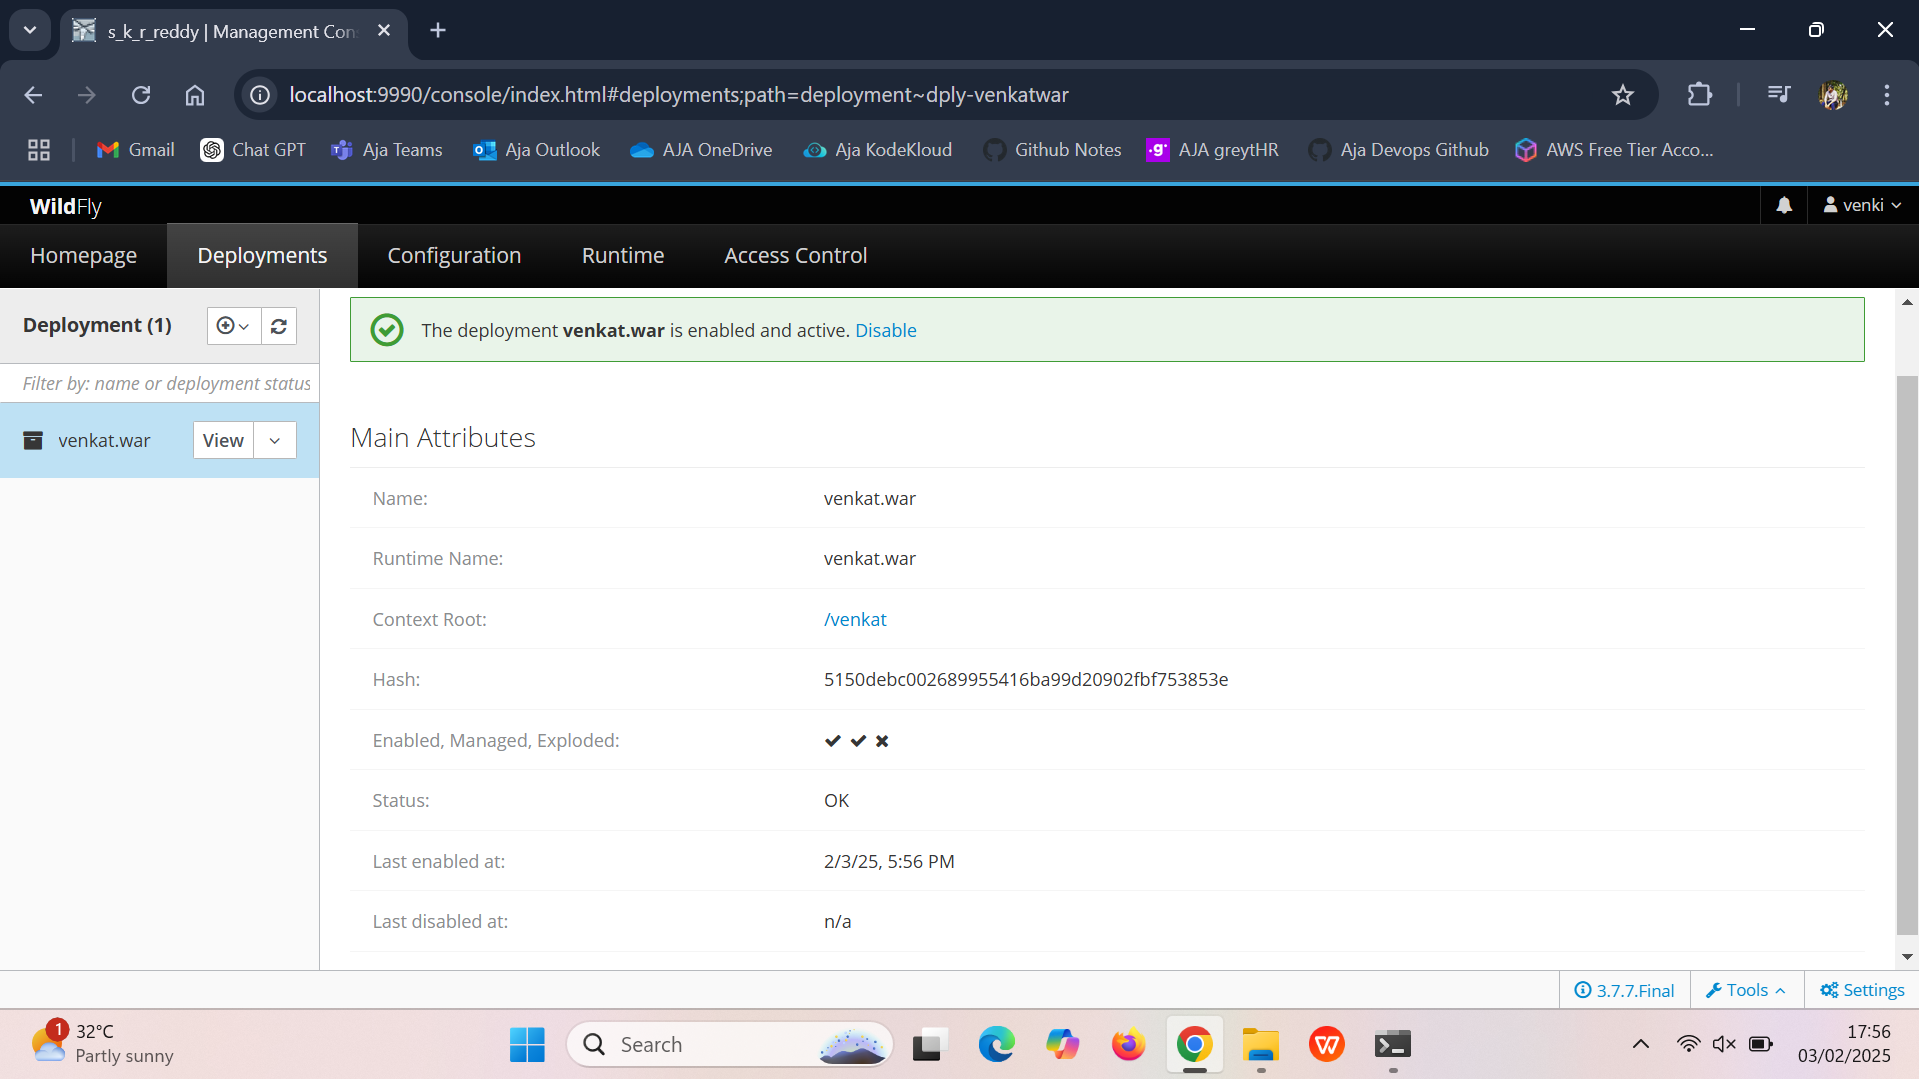 s_k_r_reddy | Management Con
localhost:9990/console/index.html#deployments;path=deployment~dply-venkatwar
Gmail
Chat GPT
Aja Teams
Aja Outlook
AJA OneDrive
Aja KodeKloud
Github Notes
.g
AJA greytHR
Aja Devops Github
AWS Free Tier Acco...
WildFly
venki
Homepage
Deployments
Configuration
Runtime
Access Control
Deployment (1)
Filter by: name or deployment status
venkat.war
View
The deployment venkat.war is enabled and active. Disable
Main Attributes
Name: venkat.war
Runtime Name: venkat.war
Context Root: /venkat
Hash: 5150debc002689955416ba99d20902fbf753853e
Enabled, Managed, Exploded:
Status: OK
Last enabled at: 2/3/25, 5:56 PM
Last disabled at: n/a
3.7.7.Final
Tools
Settings
1
32°C
Partly sunny
Search
17:56
03/02/2025